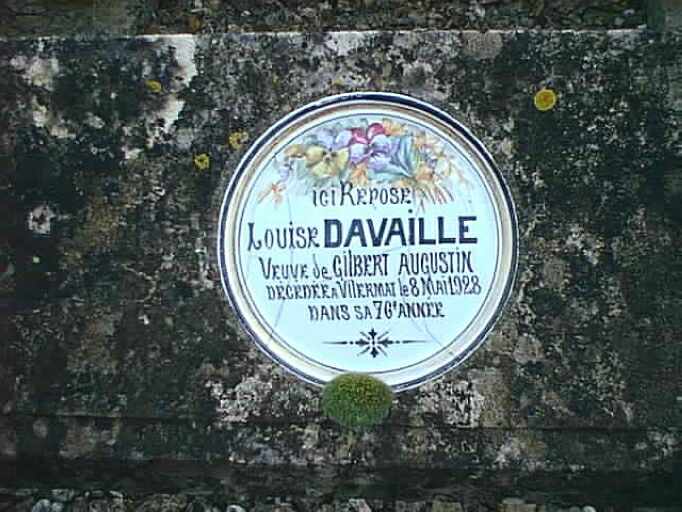 ICI REPOSE
LOUISE DAVAILLE
VEUVE de GILBERT AUGUSTIN
DÉCÉDÉE A VILLERMAT le 8 MAI 1928
DANS SA 76e ANNÉE